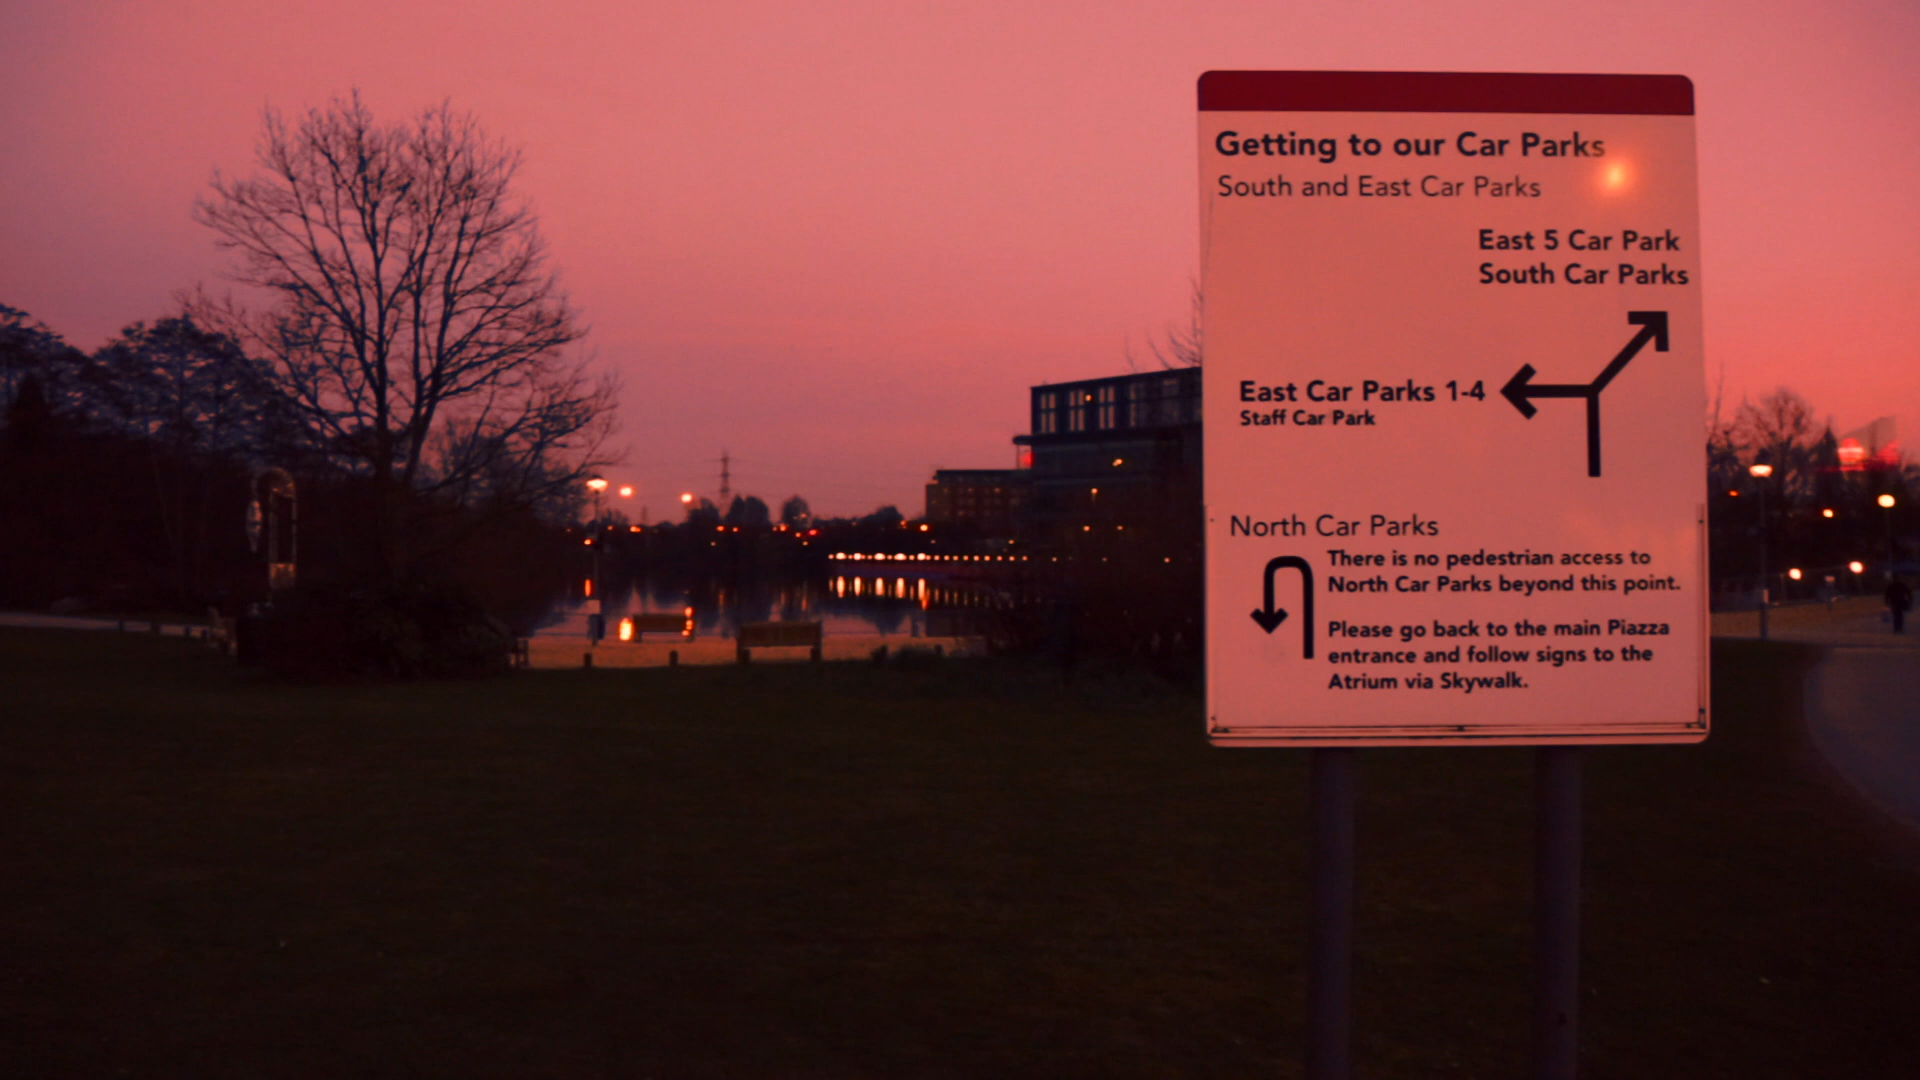 Getting to our Car Parks
South and East Car Parks
East 5 Car Park
South Car Parks
East Car Parks 1-4
Staff Car Park
North Car Parks
There is no pedestrian access to
North Car Parks beyond this point.
Please go back to the main Piazza
entrance and follow signs to the
Atrium via Skywalk.